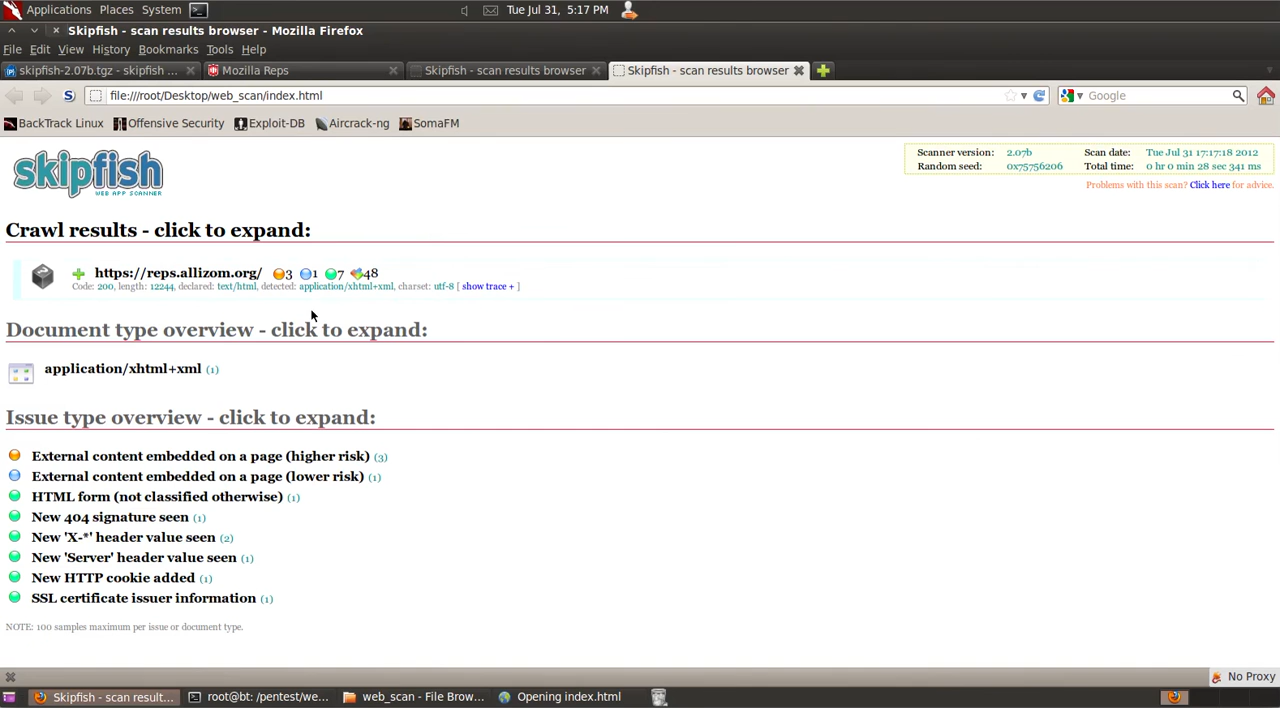 Applications Places System Tue Jul 31, 5:17 PM
Skipfish - scan results browser - Mozilla Firefox
File Edit View History Bookmarks Tools Help
skipfish-2.07b.tgz - skipfish ... Mozilla Reps Skipfish - scan results browser Skipfish - scan results browser
file:///root/Desktop/web_scan/index.html Google
BackTrack Linux Offensive Security Exploit-DB Aircrack-ng SomaFM
skipfish
WEB APP SCANNER
Scanner version: 2.07b Scan date: Tue Jul 31 17:17:18 2012
Random seed: 0x75756206 Total time: 0 hr 0 min 28 sec 341 ms
Problems with this scan? Click here for advice.
Crawl results - click to expand:
https://reps.allizom.org/ 3 1 7 48
Code: 200, length: 12244, declared: text/html, detected: application/xhtml+xml, charset: utf-8 [ show trace + ]
Document type overview - click to expand:
application/xhtml+xml (1)
Issue type overview - click to expand:
External content embedded on a page (higher risk) (3)
External content embedded on a page (lower risk) (1)
HTML form (not classified otherwise) (1)
New 404 signature seen (1)
New 'X-*' header value seen (2)
New 'Server' header value seen (1)
New HTTP cookie added (1)
SSL certificate issuer information (1)
NOTE: 100 samples maximum per issue or document type.
No Proxy
Skipfish - scan result... root@bt: /pentest/we... web_scan - File Brow... Opening index.html